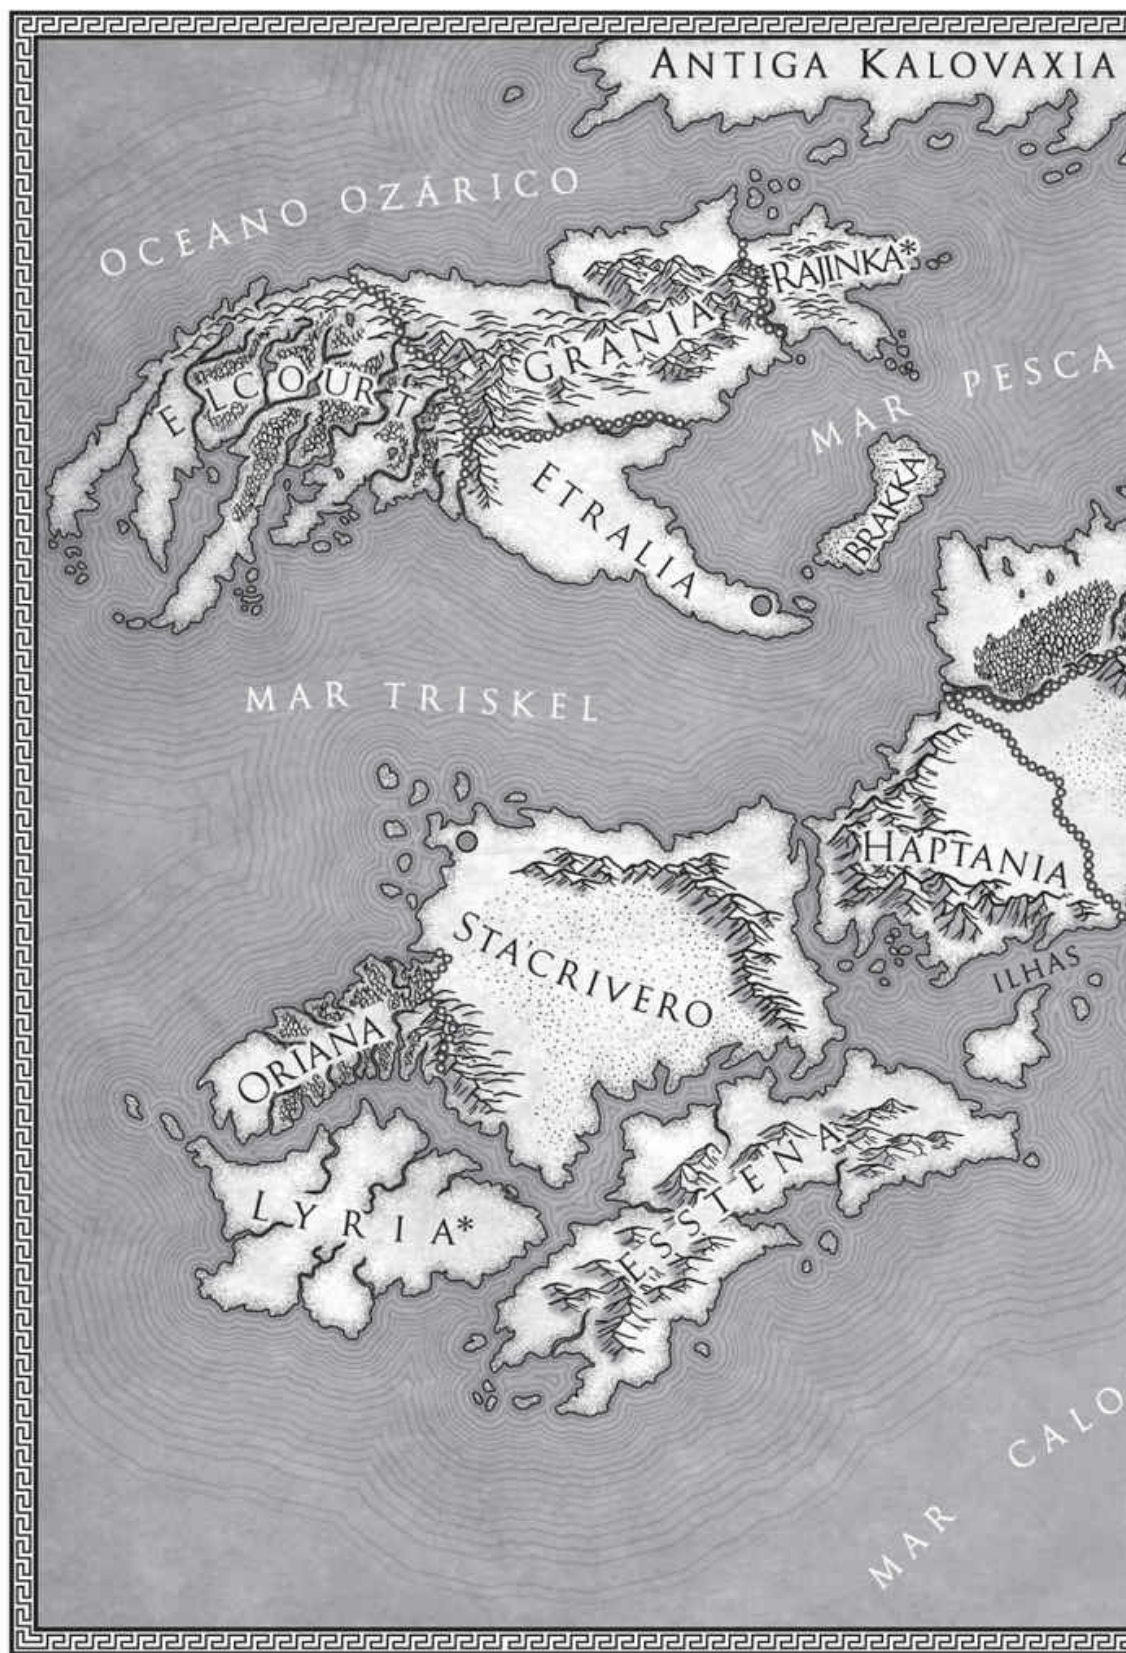 ANTIGA KALOVAXIA
OCEANO OZÁRICO
RAJINKA*
GRANIA
ELCOURT
MAR PESCA
ETRALIA
BRAKKA
MAR TRISKEL
HAPTANIA
STA'CRIVERO
ILHAS
ORIANA
LYRIA*
ESSTENA
MAR CALO